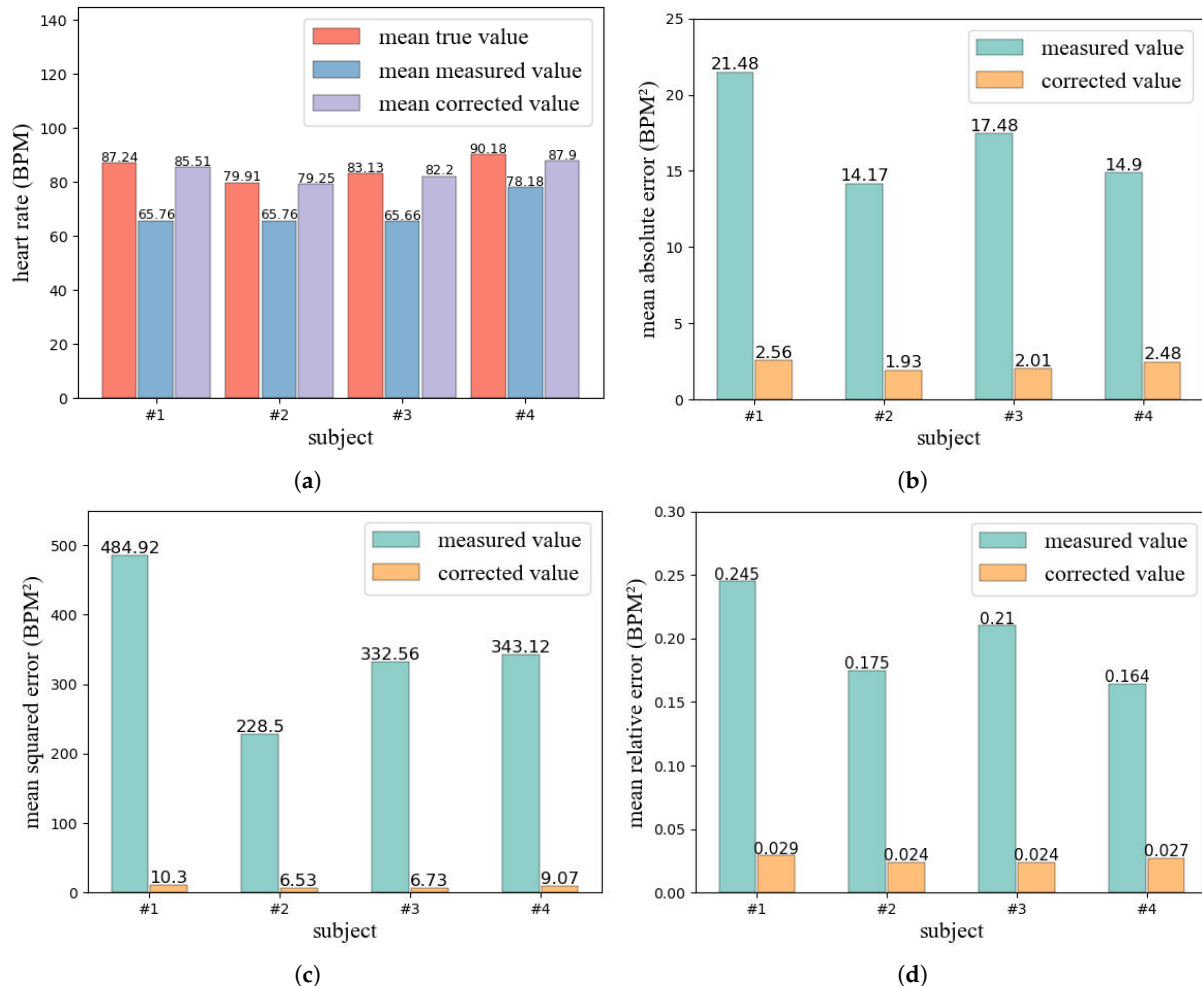 140
120
100
80
60
40
20
0
heart rate (BPM)
mean true value
mean measured value
mean corrected value
87.24
65.76
85.51
79.91
65.76
79.25
83.13
65.66
82.2
90.18
78.18
87.9
#1 #2 #3 #4
subject
(a)
25
20
15
10
5
0
mean absolute error (BPM²)
measured value
corrected value
21.48
2.56
14.17
1.93
17.48
2.01
14.9
2.48
#1 #2 #3 #4
subject
(b)
500
400
300
200
100
0
mean squared error (BPM²)
measured value
corrected value
484.92
10.3
228.5
6.53
332.56
6.73
343.12
9.07
#1 #2 #3 #4
subject
(c)
0.30
0.25
0.20
0.15
0.10
0.05
0.00
mean relative error (BPM²)
measured value
corrected value
0.245
0.029
0.175
0.024
0.21
0.024
0.164
0.027
#1 #2 #3 #4
subject
(d)